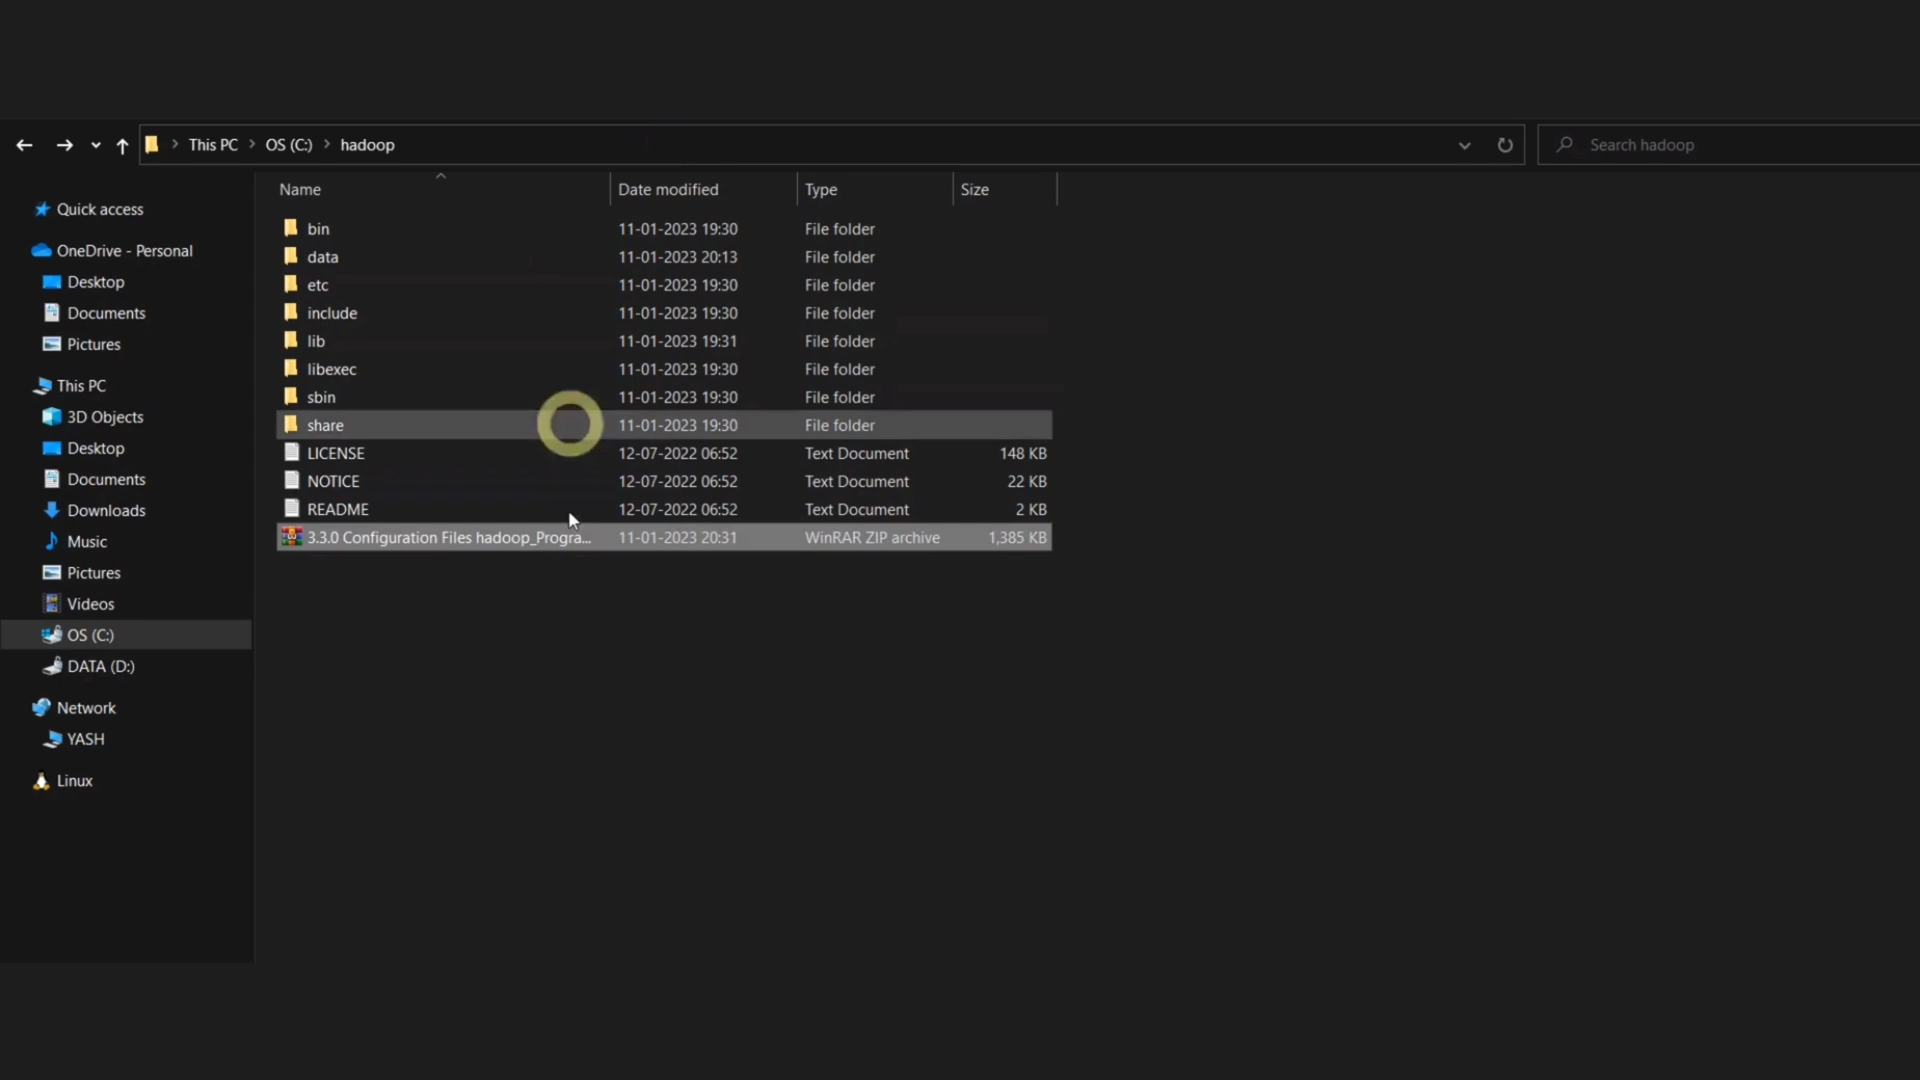 This PC > OS (C:) > hadoop
Search hadoop
Name Date modified Type Size
Quick access
OneDrive - Personal
Desktop
Documents
Pictures
This PC
3D Objects
Desktop
Documents
Downloads
Music
Pictures
Videos
OS (C:)
DATA (D:)
Network
YASH
Linux
bin 11-01-2023 19:30 File folder
data 11-01-2023 20:13 File folder
etc 11-01-2023 19:30 File folder
include 11-01-2023 19:30 File folder
lib 11-01-2023 19:31 File folder
libexec 11-01-2023 19:30 File folder
sbin 11-01-2023 19:30 File folder
share 11-01-2023 19:30 File folder
LICENSE 12-07-2022 06:52 Text Document 148 KB
NOTICE 12-07-2022 06:52 Text Document 22 KB
README 12-07-2022 06:52 Text Document 2 KB
3.3.0 Configuration Files hadoop_Progra... 11-01-2023 20:31 WinRAR ZIP archive 1,385 KB